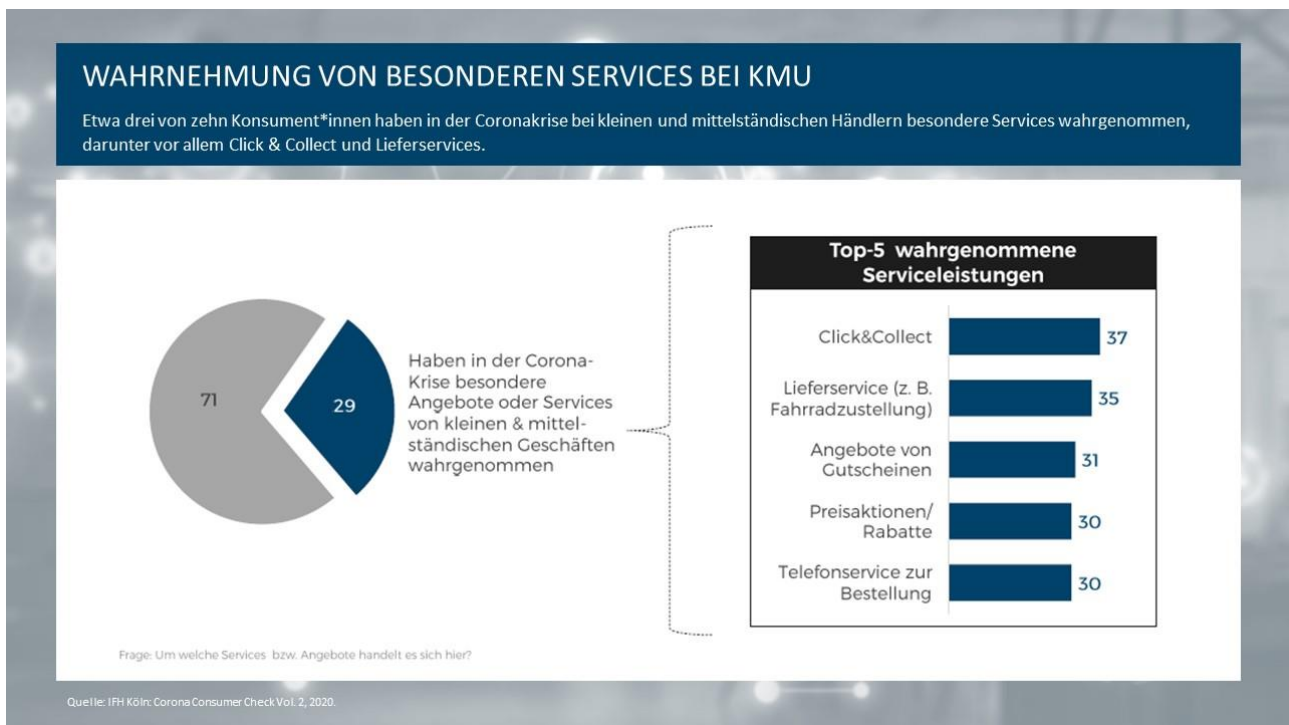 WAHRNEHMUNG VON BESONDEREN SERVICES BEI KMU
Etwa drei von zehn Konsument*innen haben in der Coronakrise bei kleinen und mittelständischen Händlern besondere Services wahrgenommen,
darunter vor allem Click & Collect und Lieferservices.
71
29
Haben in der Corona-
Krise besondere
Angebote oder Services
von kleinen & mittel-
ständischen Geschäften
wahrgenommen
Top-5 wahrgenommene
Serviceleistungen
Click&Collect
37
Lieferservice (z. B.
Fahrradzustellung)
35
Angebote von
Gutscheinen
31
Preisaktionen/
Rabatte
30
Telefonservice zur
Bestellung
30
Frage: Um welche Services bzw. Angebote handelt es sich hier?
Quelle: IFH Köln: Corona Consumer Check Vol. 2, 2020.